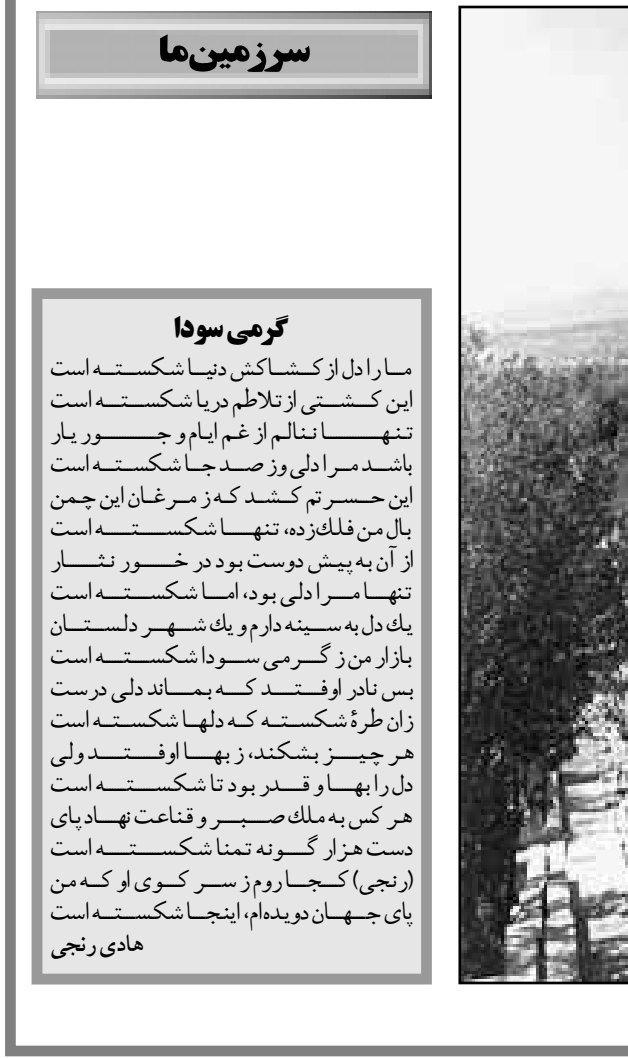 سرزمین‌ما
گرمی سودا
ما را دل از کشاکش دنیا شکسته است
این کشتی از تلاطم دریا شکسته است
تنها ننالم از غم ایام و جور یار
باشد مرا دلی وز صد جا شکسته است
این حسرتم کشد که ز مرغان این چمن
بال من فلك‌زده، تنها شکسته است
از آن به پیش دوست بود در خور نثار
تنها مرا دلی بود، اما شکسته است
یك دل به سینه دارم و یك شهر دلستان
بازار من ز گرمی سودا شکسته است
بس نادر اوفتد که بماند دلی درست
زان طرهٔ شکسته که دلها شکسته است
هر چیز بشکند، ز بها اوفتد ولی
دل را بها و قدر بود تا شکسته است
هر کس به ملك صبر و قناعت نهاد پای
دست هزار گونه تمنا شکسته است
(رنجی) کجا روم ز سر کوی او که من
پای جهان دویده‌ام، اینجا شکسته است
هادی رنجی